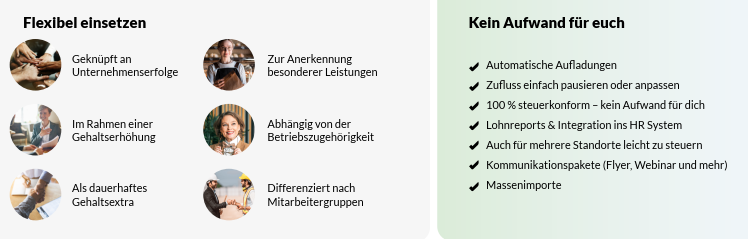 Flexibel einsetzen
Geknüpft an
Unternehmenserfolge
Zur Anerkennung
besonderer Leistungen
Im Rahmen einer
Gehaltserhöhung
Abhängig von der
Betriebszugehörigkeit
Als dauerhaftes
Gehaltsextra
Differenziert nach
Mitarbeitergruppen
Kein Aufwand für euch
Automatische Aufladungen
Zufluss einfach pausieren oder anpassen
100 % steuerkonform – kein Aufwand für dich
Lohnreports & Integration ins HR System
Auch für mehrere Standorte leicht zu steuern
Kommunikationspakete (Flyer, Webinar und mehr)
Massenimporte